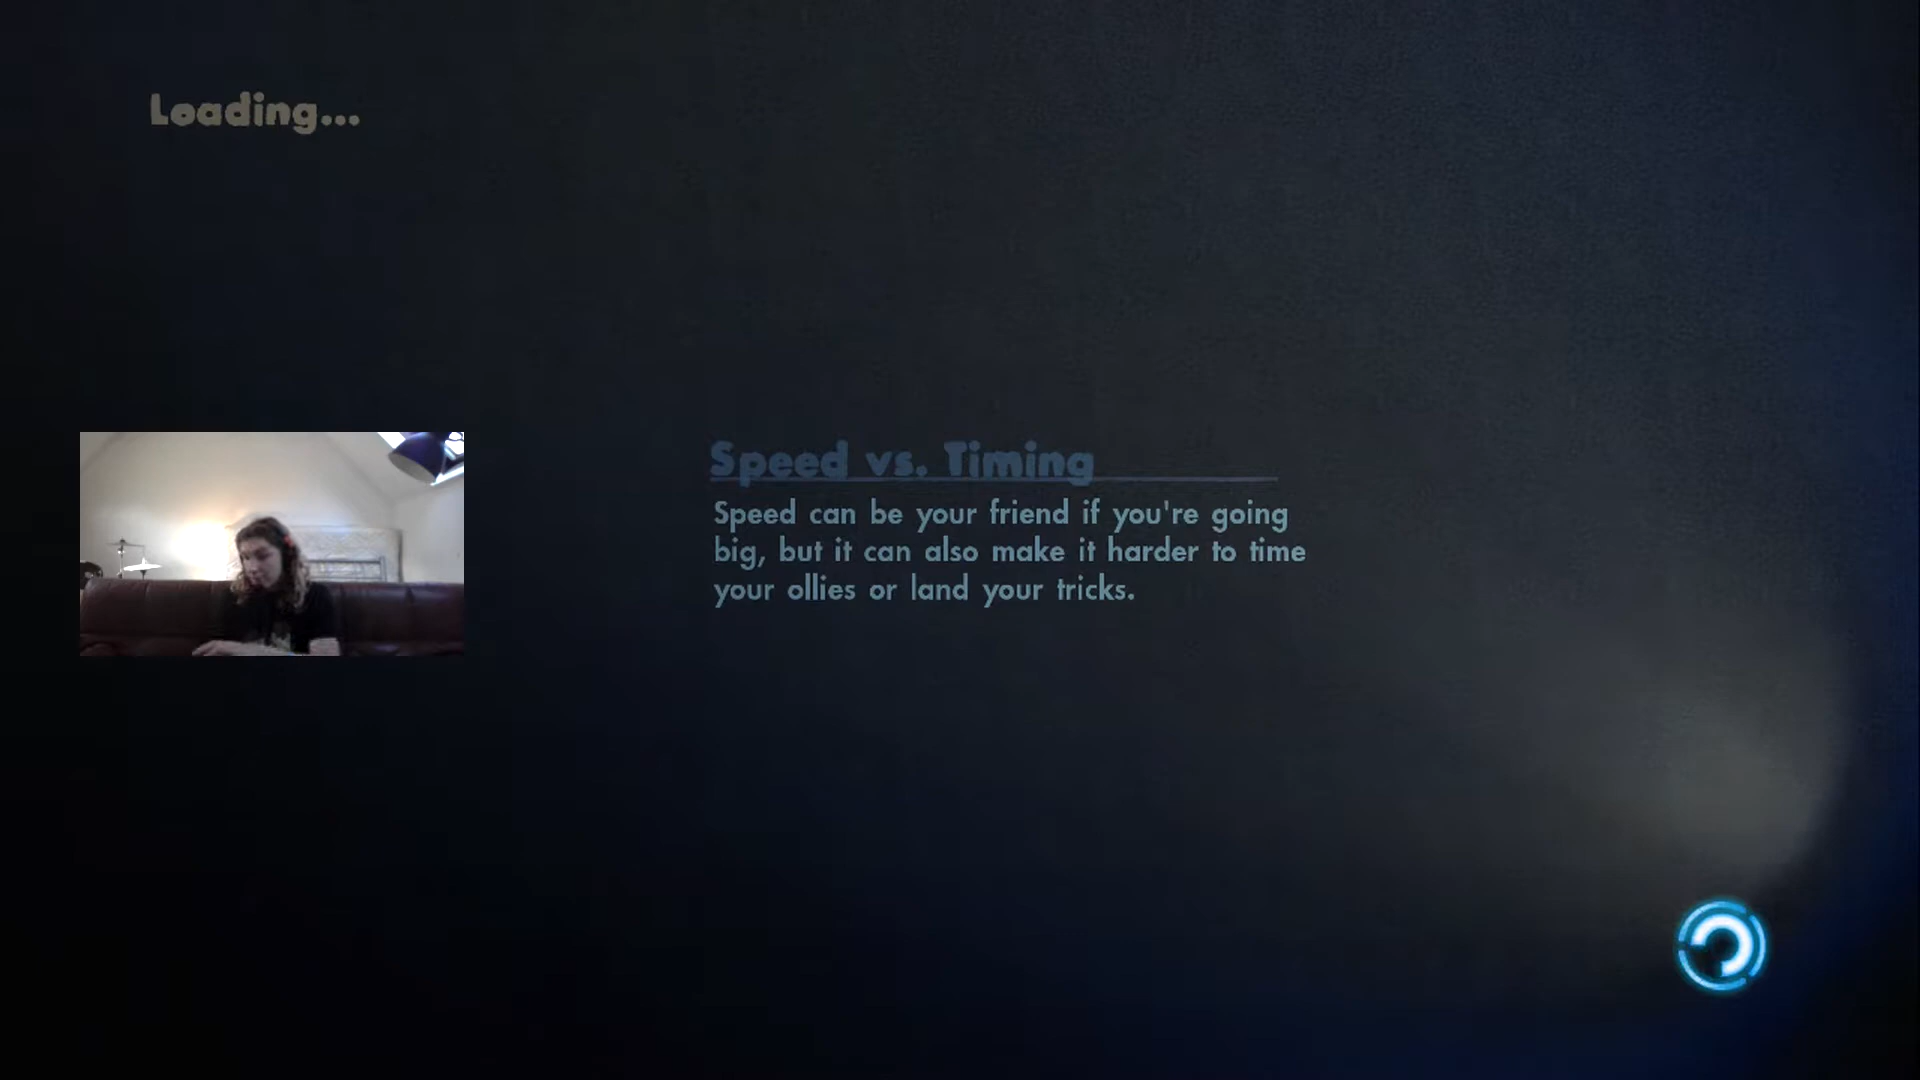 Loading...
Speed vs. Timing
Speed can be your friend if you're going
big, but it can also make it harder to time
your ollies or land your tricks.